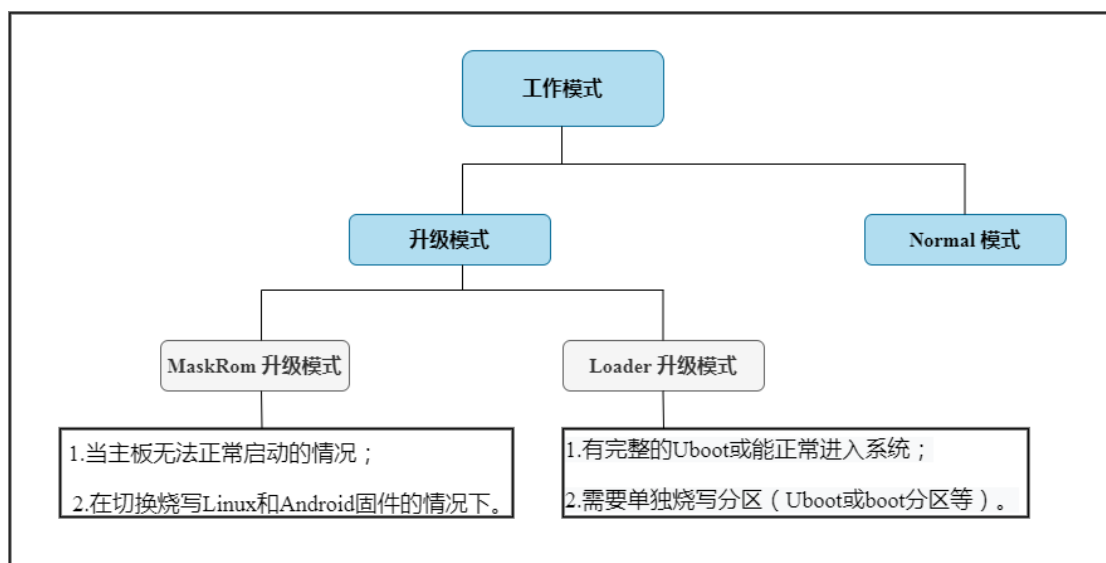 工作模式
升级模式
Normal 模式
MaskRom 升级模式
Loader 升级模式
1.当主板无法正常启动的情况；
2.在切换烧写Linux和Android固件的情况下。
1.有完整的Uboot或能正常进入系统；
2.需要单独烧写分区（Uboot或boot分区等）。